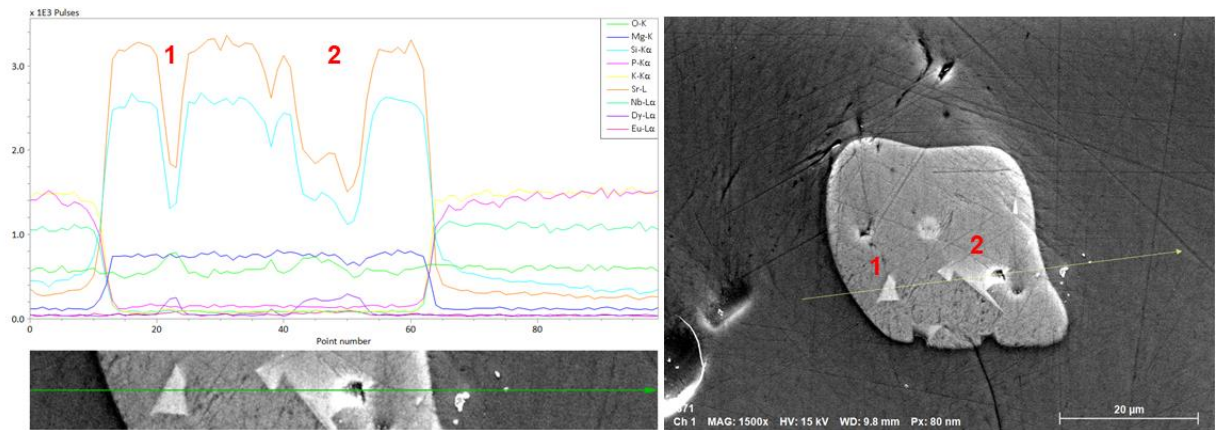 x 1E3 Pulses
O-K
Mg-K
Si-Kα
P-Kα
K-Kα
Sr-L
Nb-Lα
Dy-Lα
Eu-Lα
1
2
3.0
2.0
1.0
0.0
0 20 40 60 80
Point number
1
2
Ch 1 MAG: 1500x HV: 15 kV WD: 9.8 mm Px: 80 nm
20 µm